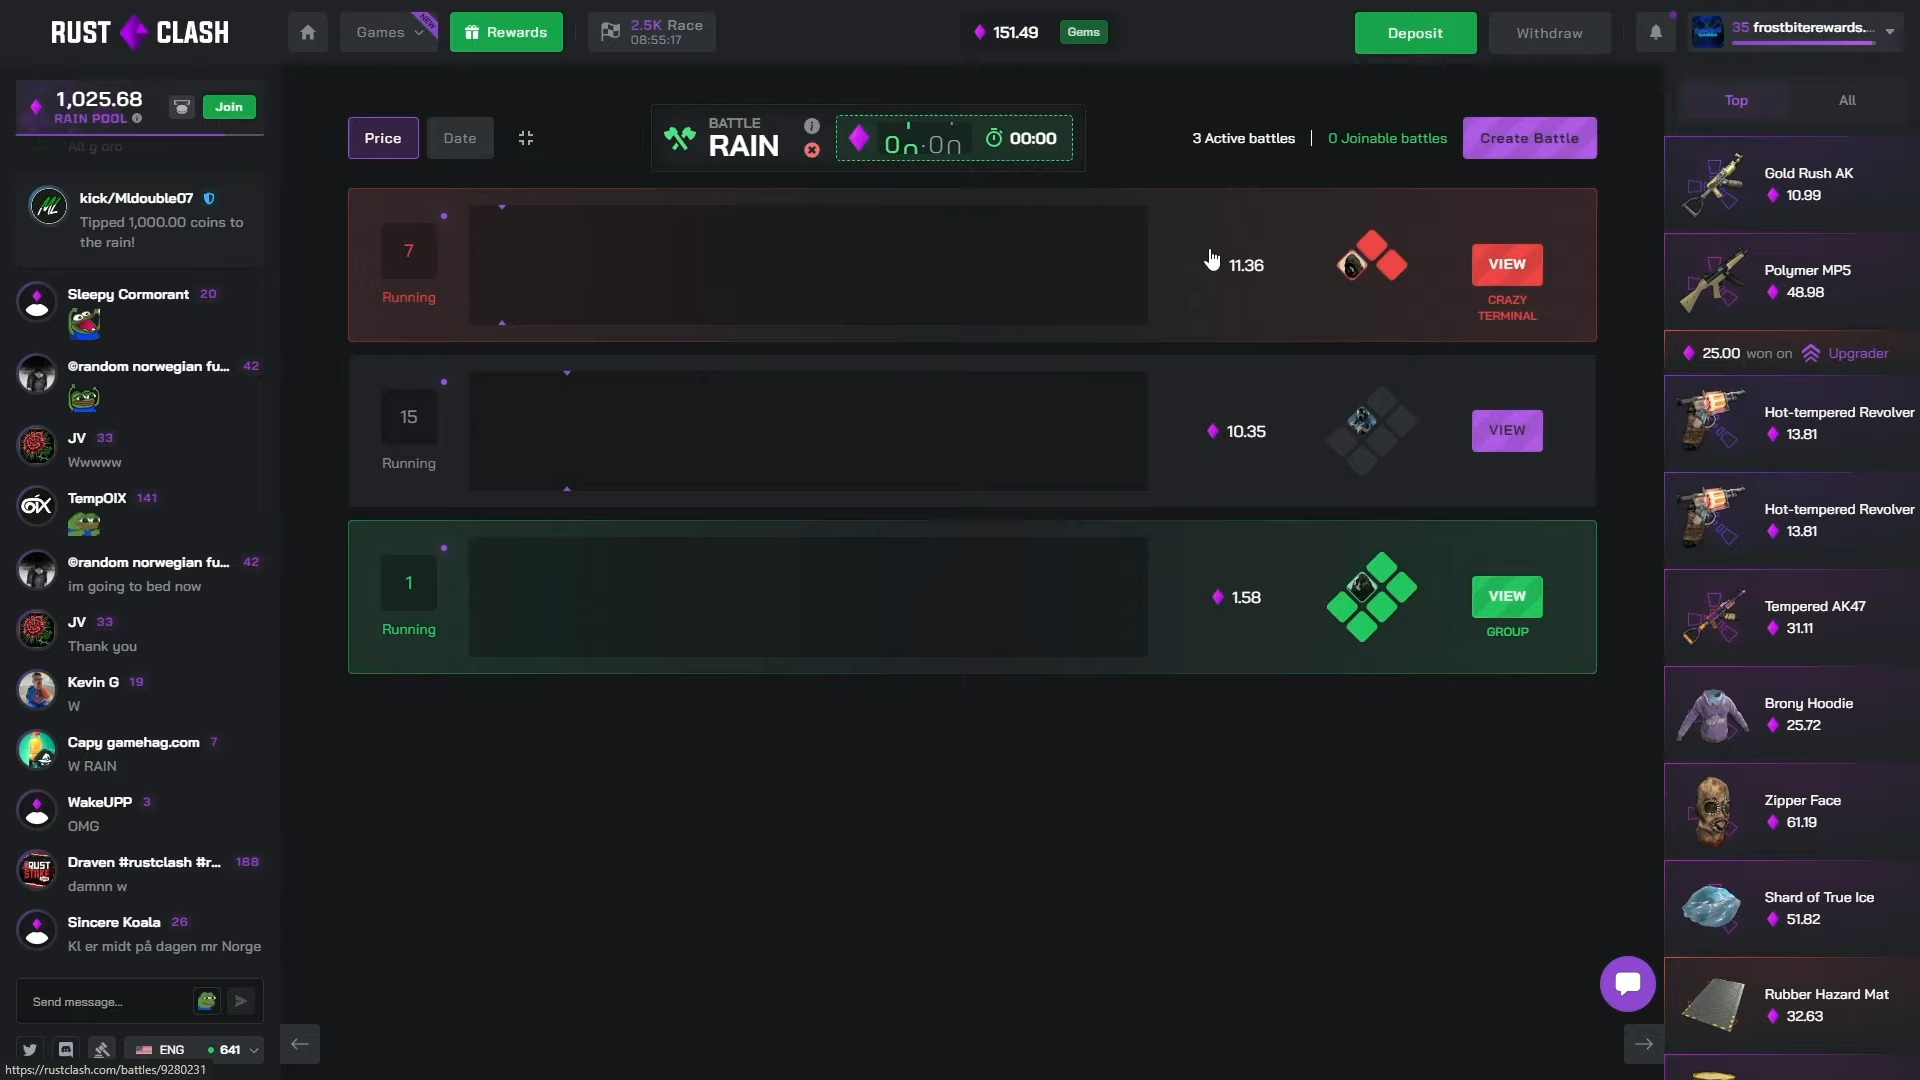 RUST CLASH
Games
NEW
Rewards
2.5K Race
08:55:17
151.49
Gems
Deposit
Withdraw
35 frostbiterewards....
1,025.68
RAIN POOL
Join
kick/Mldouble07
Tipped 1,000.00 coins to
the rain!
Sleepy Cormorant 20
©random norwegian fu... 42
JV 33
Wwwww
TempOIX 141
©random norwegian fu... 42
im going to bed now
JV 33
Thank you
Kevin G 19
W
Capy gamehag.com 7
W RAIN
WakeUPP 3
OMG
Draven #rustclash #r... 188
damnn w
Sincere Koala 26
Kl er midt på dagen mr Norge
Send message...
ENG
641
https://rustclash.com/battles/9280231
Price
Date
BATTLE
RAIN
00:00
3 Active battles
0 Joinable battles
Create Battle
7
Running
11.36
VIEW
CRAZY
TERMINAL
15
Running
10.35
VIEW
1
Running
1.58
VIEW
GROUP
Top
All
Gold Rush AK
10.99
Polymer MP5
48.98
25.00 won on Upgrader
Hot-tempered Revolver
13.81
Hot-tempered Revolver
13.81
Tempered AK47
31.11
Brony Hoodie
25.72
Zipper Face
61.19
Shard of True Ice
51.82
Rubber Hazard Mat
32.63